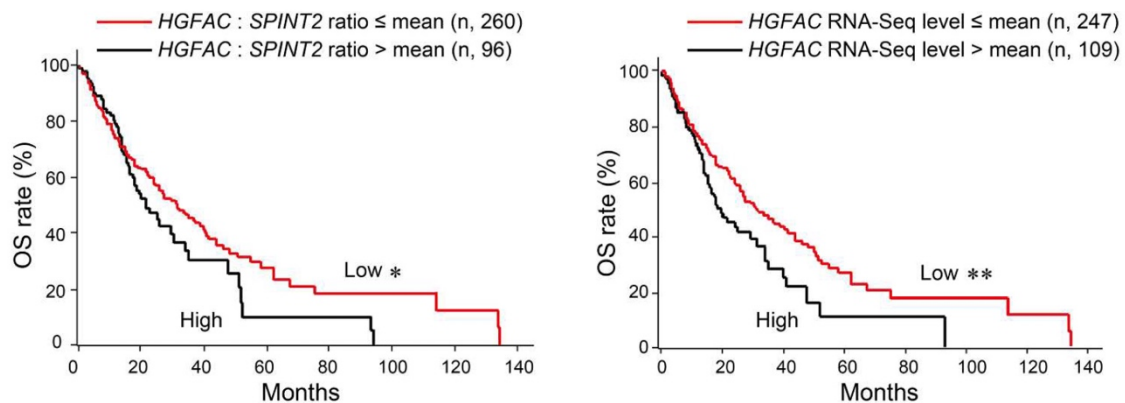 HGFAC : SPINT2 ratio ≤ mean (n, 260)
HGFAC : SPINT2 ratio > mean (n, 96)
100
80
60
40
20
0
OS rate (%)
Low *
High
0 20 40 60 80 100 120 140
Months
HGFAC RNA-Seq level ≤ mean (n, 247)
HGFAC RNA-Seq level > mean (n, 109)
100
80
60
40
20
0
OS rate (%)
Low **
High
0 20 40 60 80 100 120 140
Months